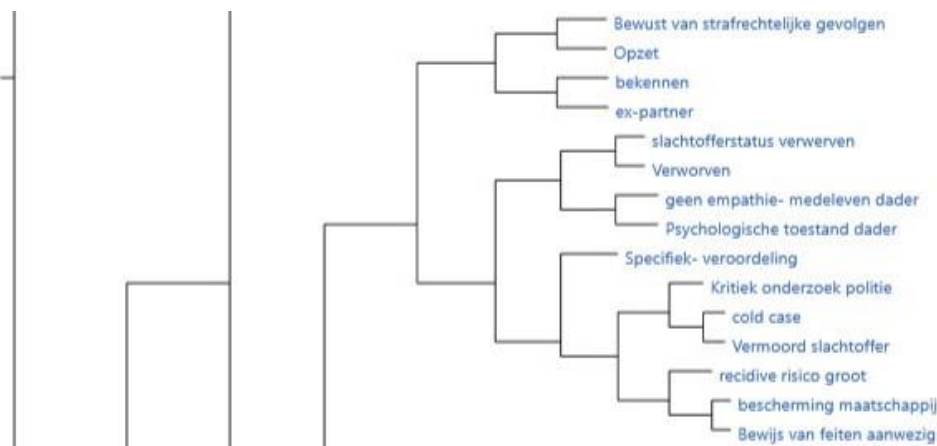 Bewust van strafrechtelijke gevolgen
Opzet
bekennen
ex-partner
slachtofferstatus verwerven
Verworven
geen empathie- medeleven dader
Psychologische toestand dader
Specifiek- veroordeling
Kritiek onderzoek politie
cold case
Vermoord slachtoffer
recidive risico groot
bescherming maatschappij
Bewijs van feiten aanwezig